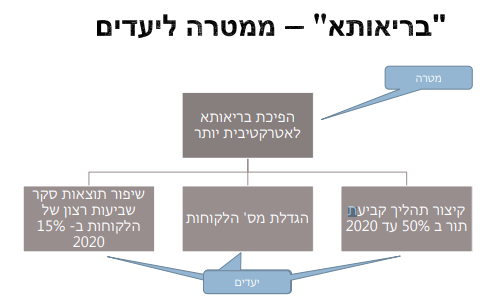 "בריאותא" – ממטרה ליעדים
מטרה
הפיכת בריאותא
לאטרקטיבית יותר
קיצור תהליך קביעת
תור ב 50% עד 2020
הגדלת מס' הלקוחות
שיפור תוצאות סקר
שביעות רצון של
הלקוחות ב- 15%
2020
יעדים